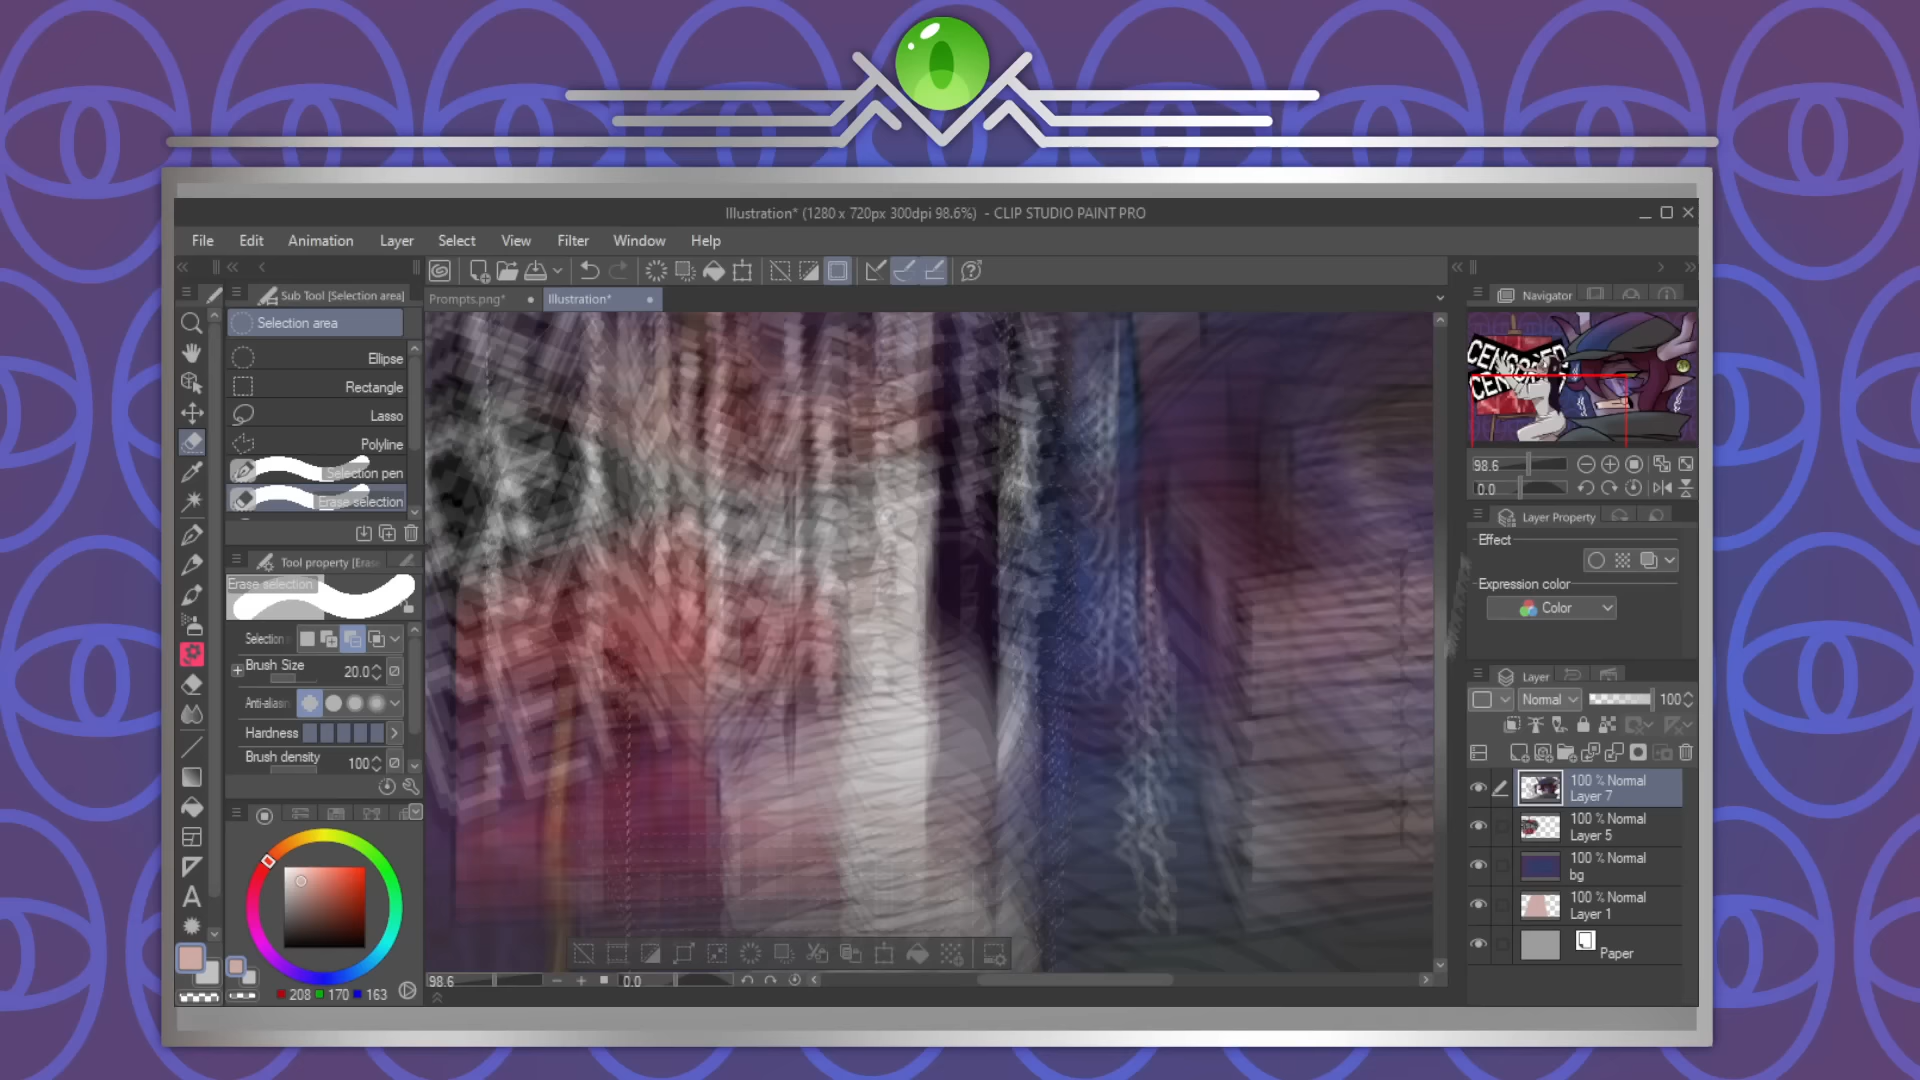 Illustration* (1280 x 720px 300dpi 98.6%) - CLIP STUDIO PAINT PRO
File Edit Animation Layer Select View Filter Window Help
Sub Tool [Selection area]
Prompts.png*
Illustration*
Navigator
Selection area
Ellipse
Rectangle
Lasso
Polyline
Selection pen
Erase selection
CENSORED
98.6
0.0
Layer Property
Effect
Expression color
Color
Tool property [Eras
Erase selection
Selection
Brush Size
20.0
Anti-aliasin
Hardness
Brush density
100
Layer
Normal
100
100 % Normal
Layer 7
100 % Normal
Layer 5
100 % Normal
bg
100 % Normal
Layer 1
Paper
A
208 170 163
98.6
0.0